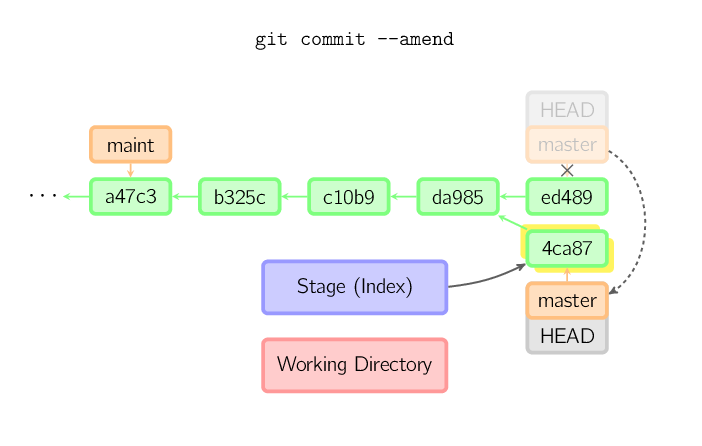 git commit --amend
HEAD
maint
master
×
··· a47c3 b325c c10b9 da985 ed489
4ca87
Stage (Index)
master
HEAD
Working Directory